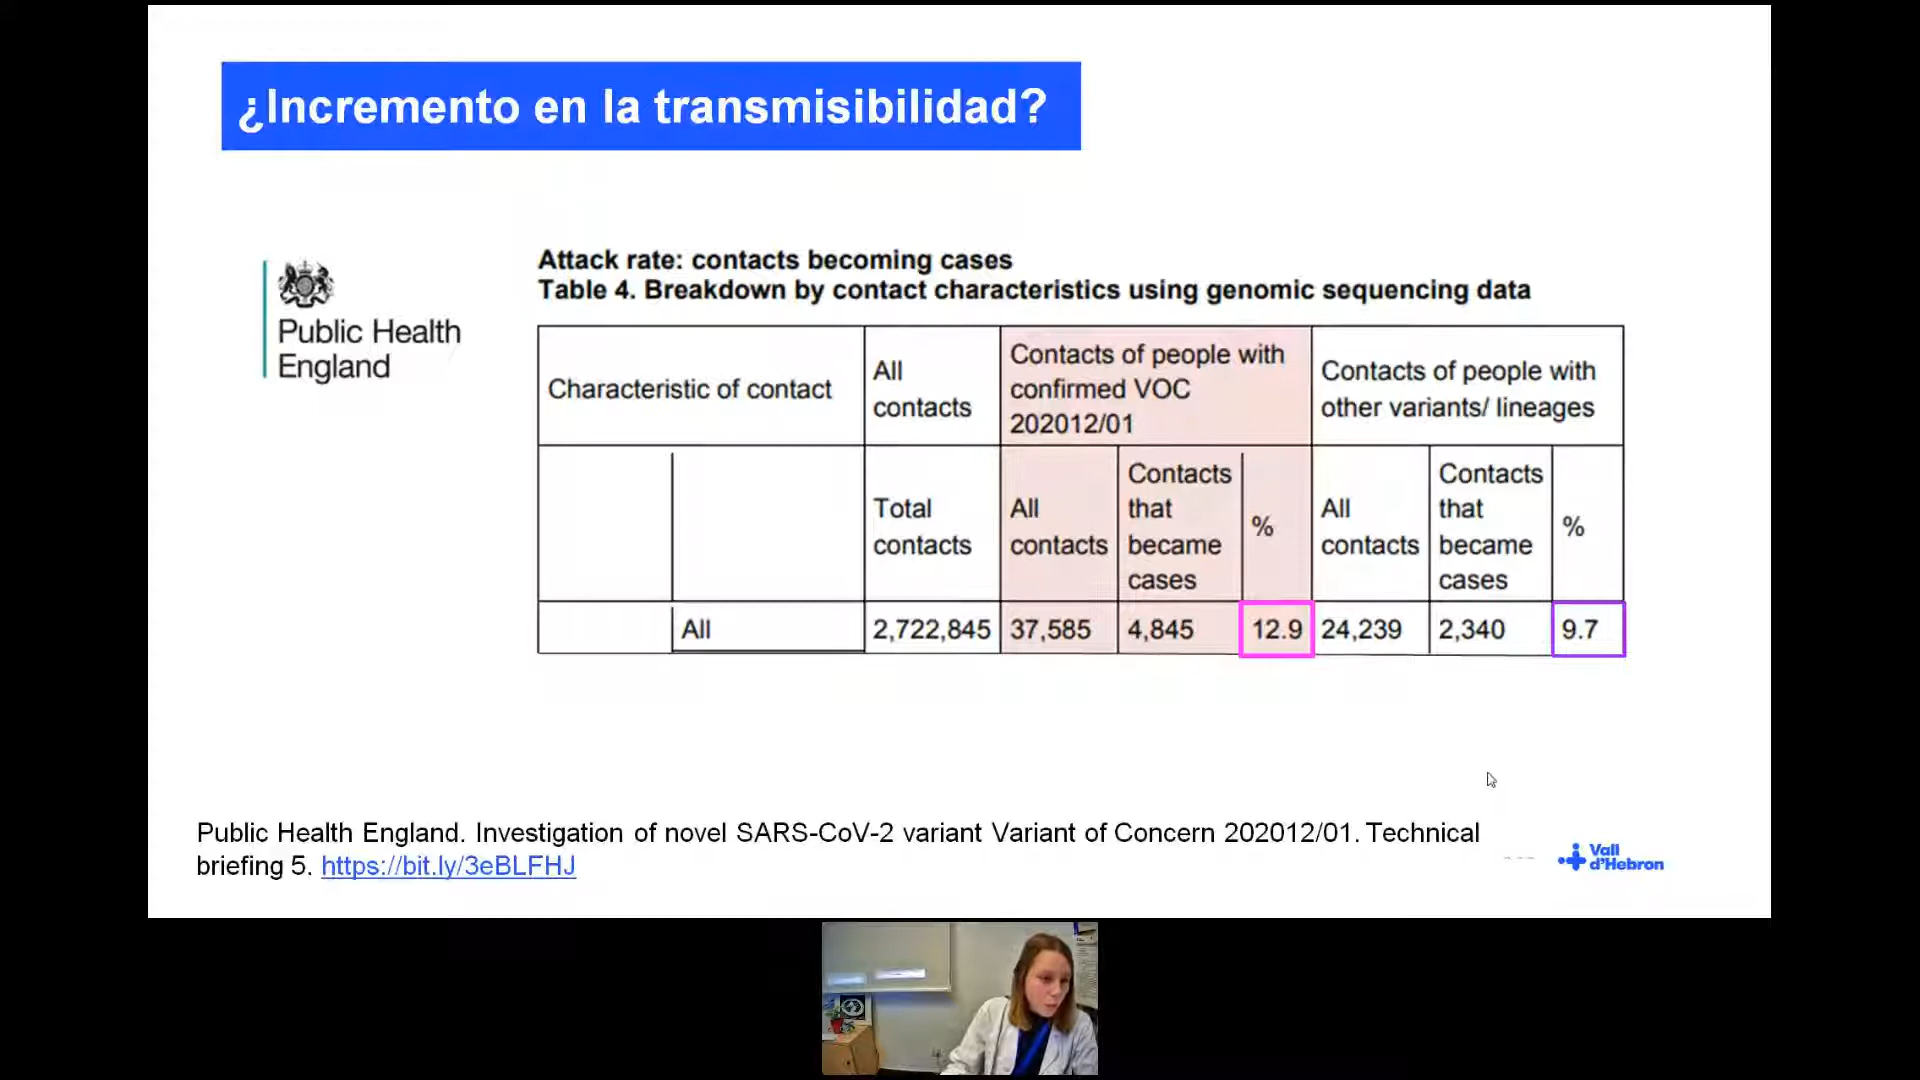 ¿Incremento en la transmisibilidad?
Public Health
England
Attack rate: contacts becoming cases
Table 4. Breakdown by contact characteristics using genomic sequencing data
Characteristic of contact
All
contacts
Contacts of people with
confirmed VOC
202012/01
Contacts of people with
other variants/ lineages
Total
contacts
All
contacts
Contacts
that
became
cases
%
All
contacts
Contacts
that
became
cases
%
All 2,722,845 37,585 4,845 12.9 24,239 2,340 9.7
Public Health England. Investigation of novel SARS-CoV-2 variant Variant of Concern 202012/01. Technical
briefing 5. https://bit.ly/3eBLFHJ
Vall
d'Hebron